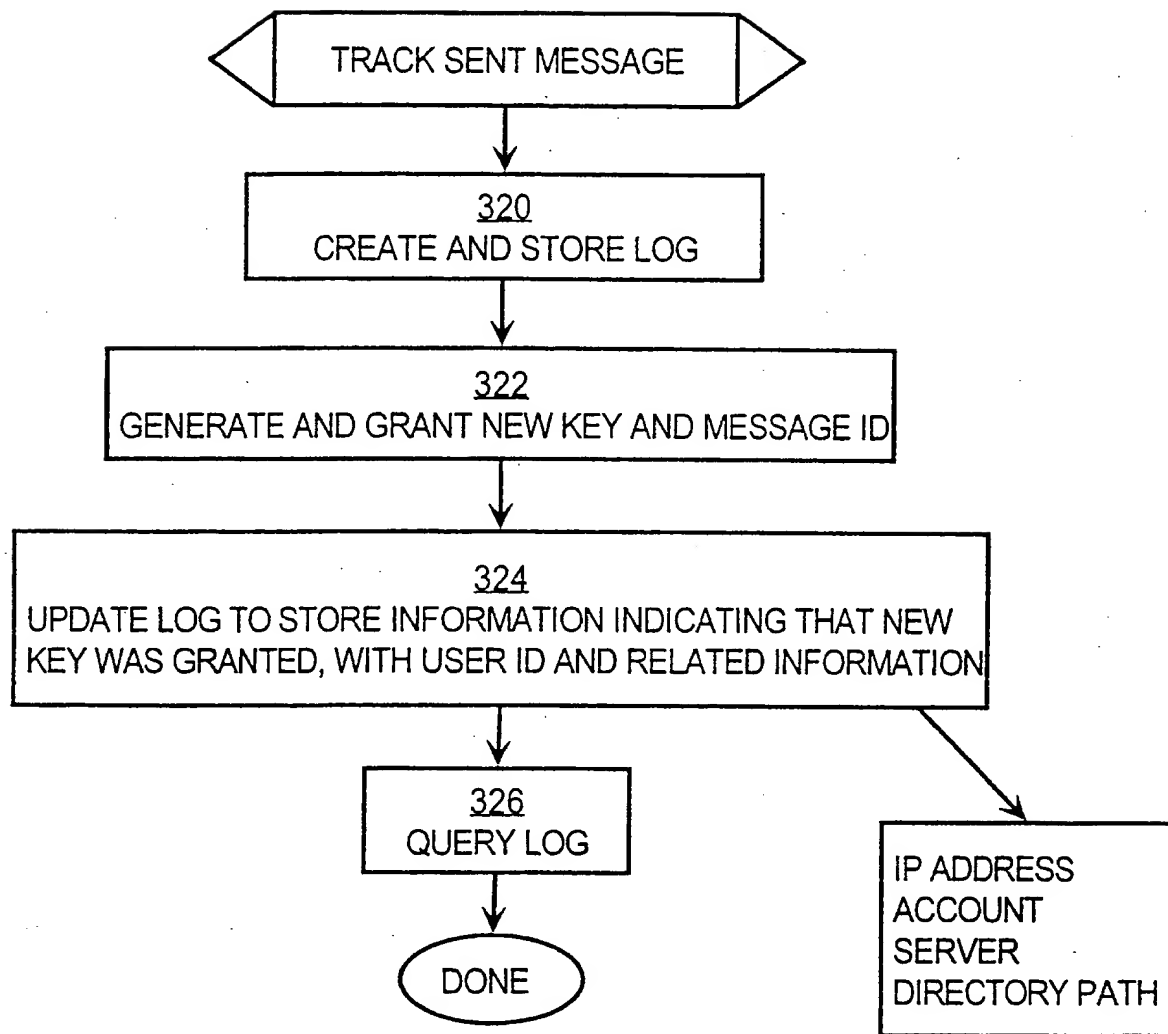 TRACK SENT MESSAGE
320
CREATE AND STORE LOG
322
GENERATE AND GRANT NEW KEY AND MESSAGE ID
324
UPDATE LOG TO STORE INFORMATION INDICATING THAT NEW
KEY WAS GRANTED, WITH USER ID AND RELATED INFORMATION
326
QUERY LOG
DONE
IP ADDRESS
ACCOUNT
SERVER
DIRECTORY PATH